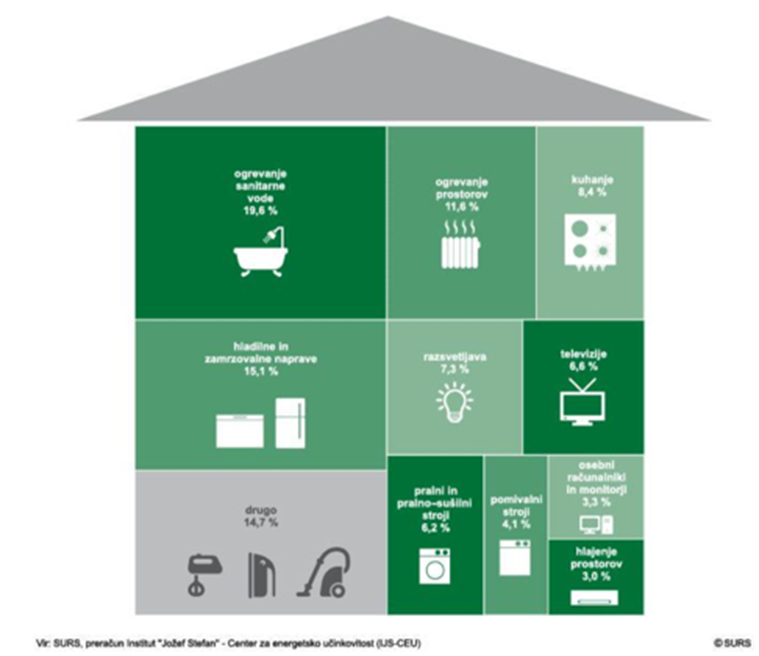 ogrevanje
sanitarne
vode
19,6 %
ogrevanje
prostorov
11,6 %
kuhanje
8,4 %
hladilne in
zamrzovalne naprave
15,1 %
razsvetljava
7,3 %
televizije
6,6 %
drugo
14,7 %
pralni in
pralno–sušilni
stroji
6,2 %
pomivalni
stroji
4,1 %
osebni
računalniki
in monitorji
3,3 %
hlajenje
prostorov
3,0 %
Vir: SURS, preračun Institut "Jožef Stefan" - Center za energetsko učinkovitost (IJS-CEU)
© SURS